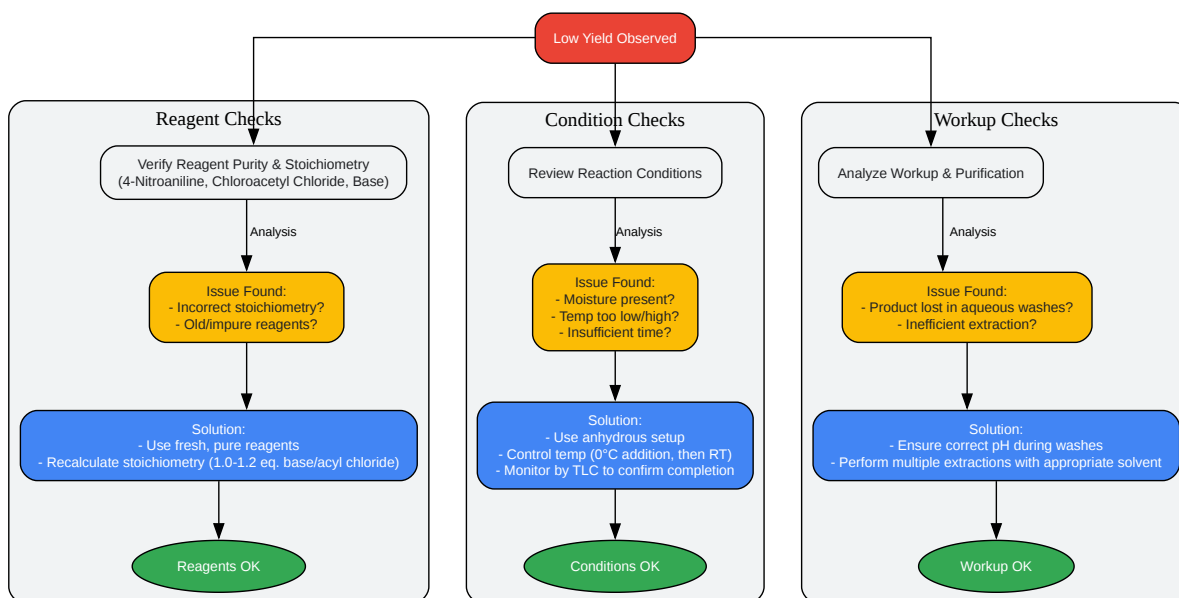 Low Yield Observed
Reagent Checks
Verify Reagent Purity & Stoichiometry
(4-Nitroaniline, Chloroacetyl Chloride, Base)
Analysis
Issue Found:
- Incorrect stoichiometry?
- Old/impure reagents?
Solution:
- Use fresh, pure reagents
- Recalculate stoichiometry (1.0-1.2 eq. base/acyl chloride)
Reagents OK
Condition Checks
Review Reaction Conditions
Analysis
Issue Found:
- Moisture present?
- Temp too low/high?
- Insufficient time?
Solution:
- Use anhydrous setup
- Control temp (0°C addition, then RT)
- Monitor by TLC to confirm completion
Conditions OK
Workup Checks
Analyze Workup & Purification
Analysis
Issue Found:
- Product lost in aqueous washes?
- Inefficient extraction?
Solution:
- Ensure correct pH during washes
- Perform multiple extractions with appropriate solvent
Workup OK